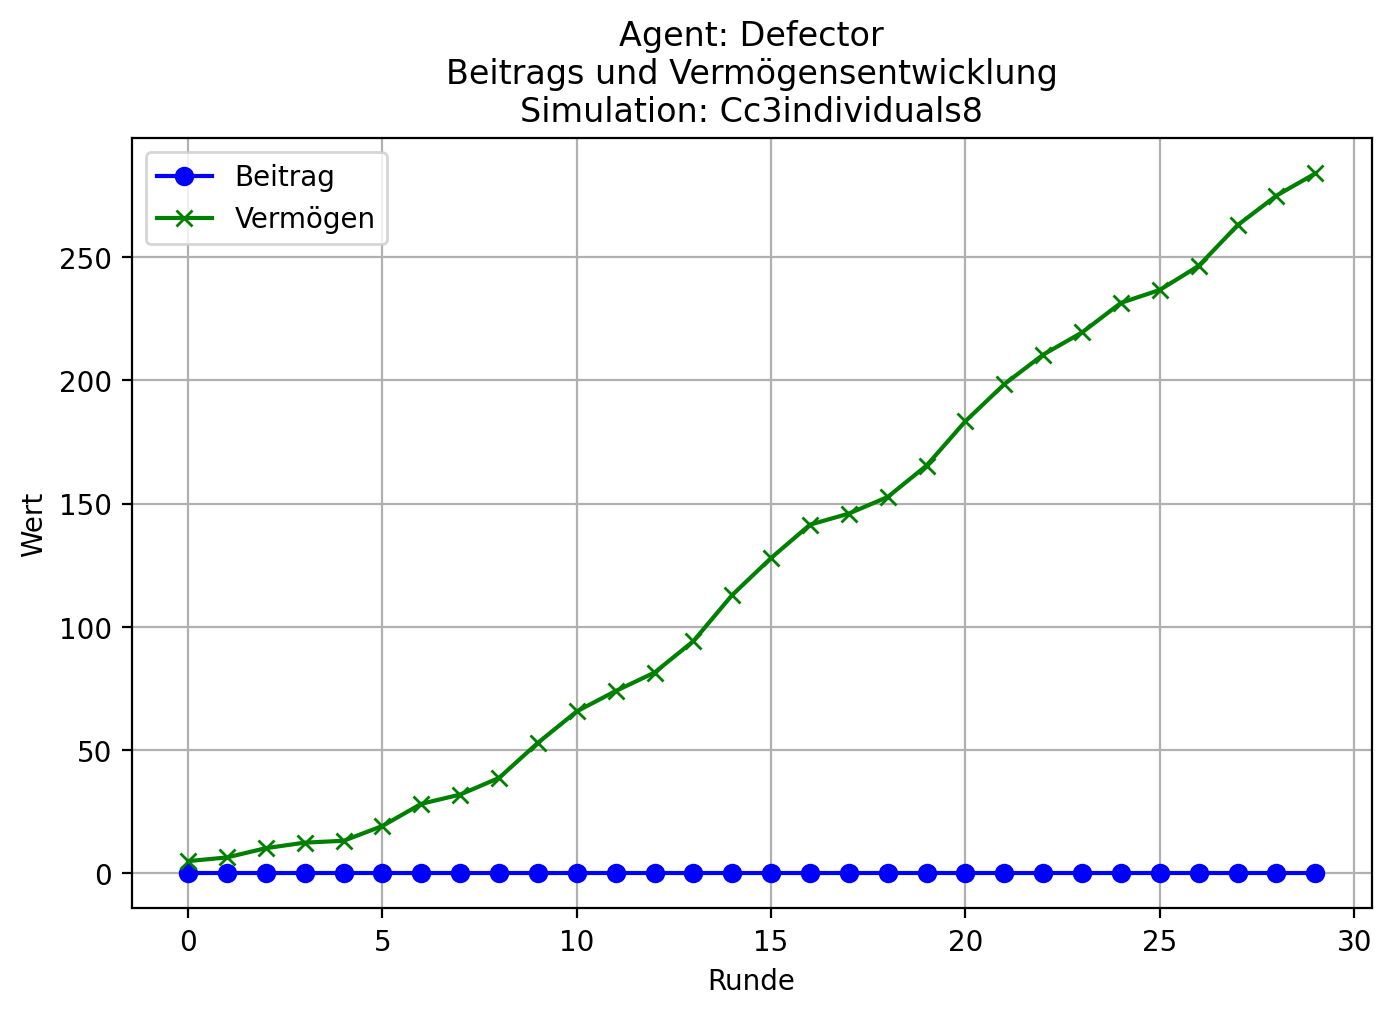 Agent: Defector
Beitrags und Vermögensentwicklung
Simulation: Cc3individuals8
Beitrag
Vermögen
250
200
150
100
50
0
Wert
0 5 10 15 20 25 30
Runde